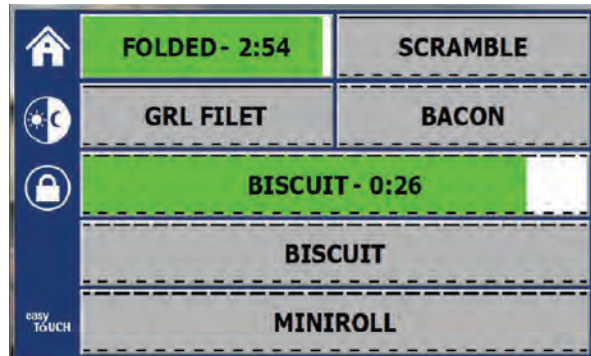 FOLDED - 2:54
SCRAMBLE
GRL FILET
BACON
BISCUIT - 0:26
BISCUIT
MINIROLL
easy
ToUCH